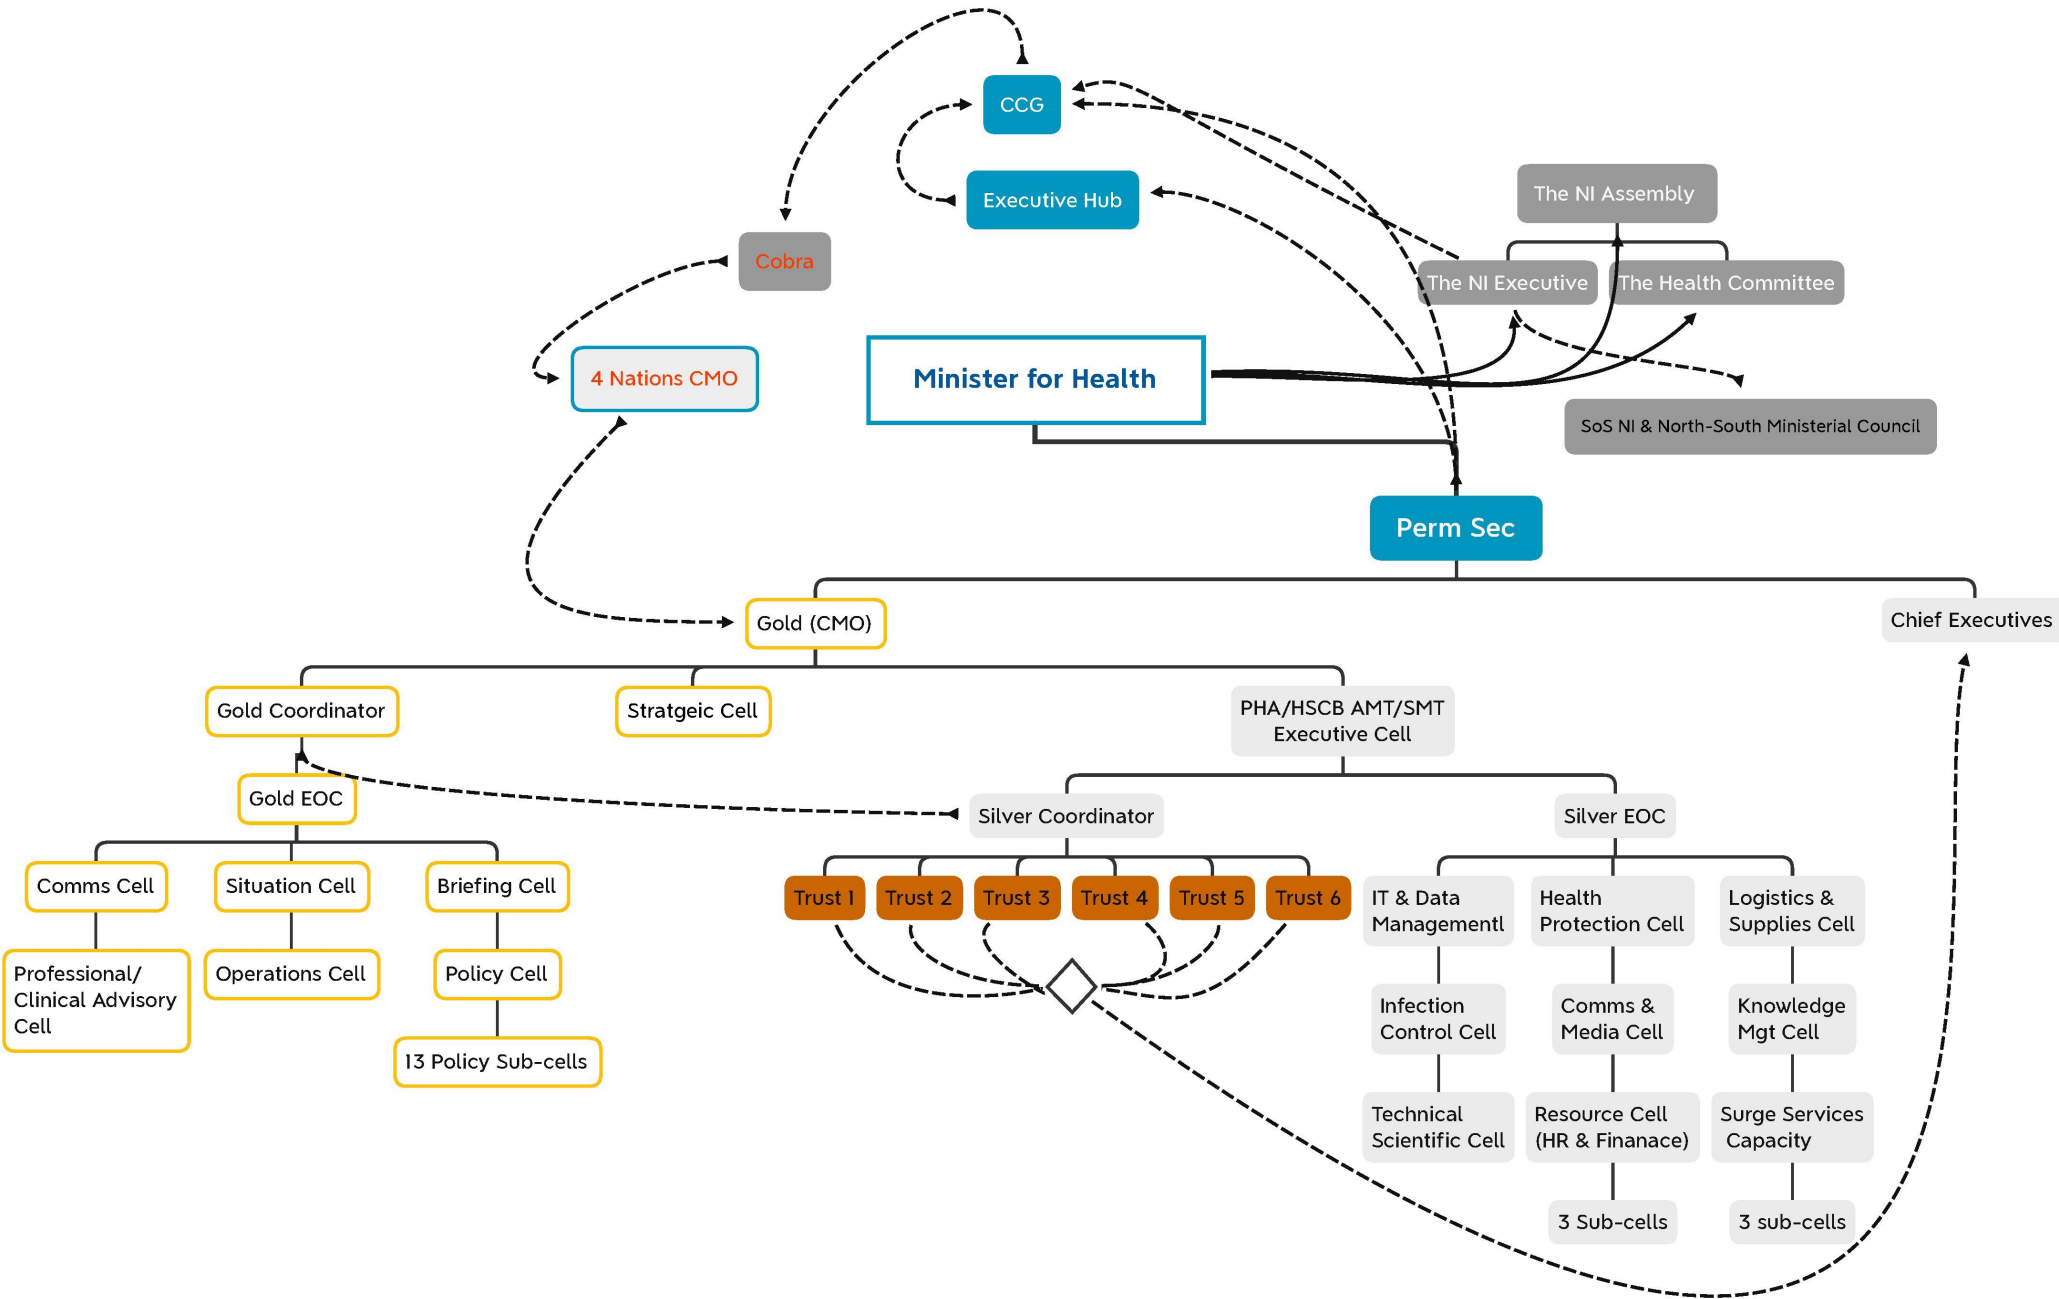 CCG
Executive Hub
The NI Assembly
Cobra
The NI Executive
The Health Committee
4 Nations CMO
Minister for Health
SoS NI & North-South Ministerial Council
Perm Sec
Gold (CMO)
Chief Executives
Gold Coordinator
Stratgeic Cell
PHA/HSCB AMT/SMT
Executive Cell
Gold EOC
Silver Coordinator
Silver EOC
Comms Cell
Situation Cell
Briefing Cell
Trust 1
Trust 2
Trust 3
Trust 4
Trust 5
Trust 6
IT & Data
Managementl
Health
Protection Cell
Logistics &
Supplies Cell
Professional/
Clinical Advisory
Cell
Operations Cell
Policy Cell
Infection
Control Cell
Comms &
Media Cell
Knowledge
Mgt Cell
13 Policy Sub-cells
Technical
Scientific Cell
Resource Cell
(HR & Finanace)
Surge Services
Capacity
3 Sub-cells
3 sub-cells